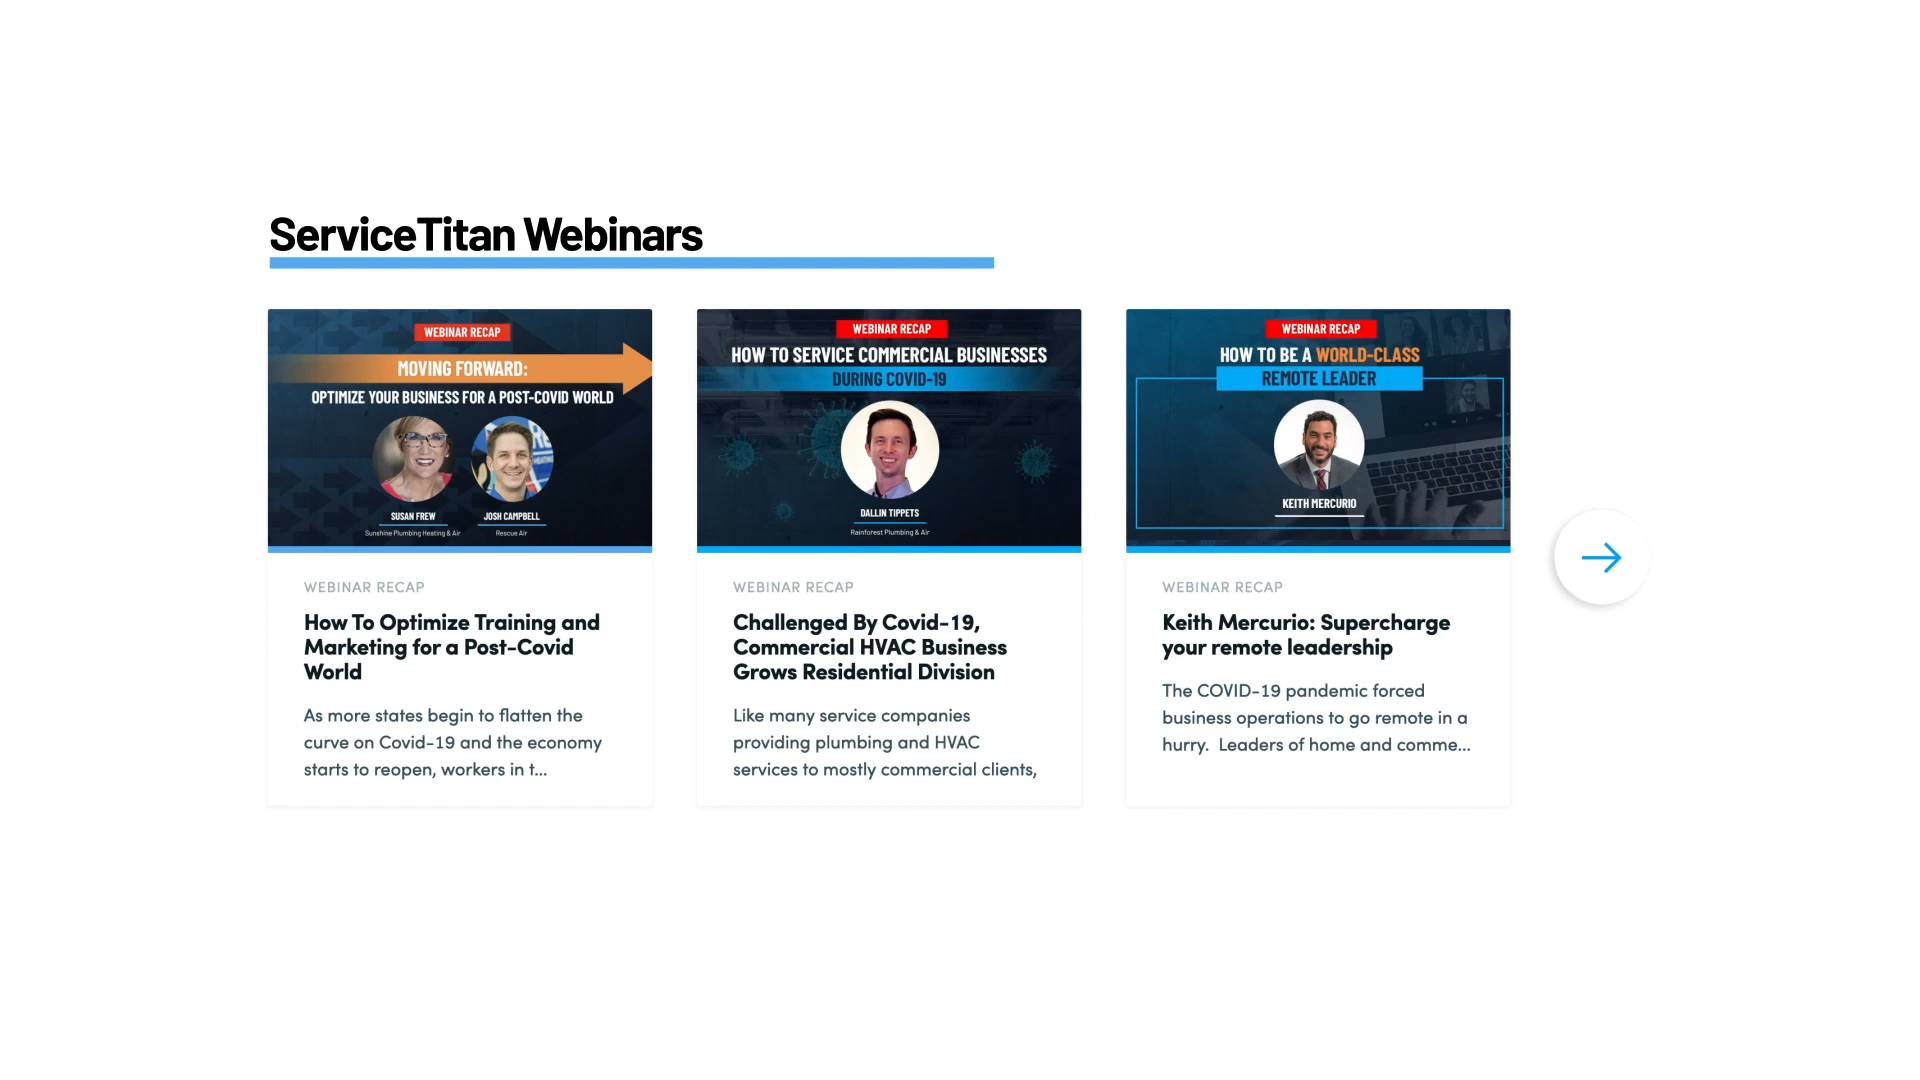 ServiceTitan Webinars
WEBINAR RECAP
MOVING FORWARD:
OPTIMIZE YOUR BUSINESS FOR A POST-COVID WORLD
SUSAN FREW
Sunshine Plumbing Heating & Air
JOSH CAMPBELL
Rescue Air
WEBINAR RECAP
How To Optimize Training and
Marketing for a Post-Covid
World
As more states begin to flatten the
curve on Covid-19 and the economy
starts to reopen, workers in t...
WEBINAR RECAP
HOW TO SERVICE COMMERCIAL BUSINESSES
DURING COVID-19
DALLIN TIPPETS
Rainforest Plumbing & Air
WEBINAR RECAP
Challenged By Covid-19,
Commercial HVAC Business
Grows Residential Division
Like many service companies
providing plumbing and HVAC
services to mostly commercial clients,
WEBINAR RECAP
HOW TO BE A WORLD-CLASS
REMOTE LEADER
KEITH MERCURIO
WEBINAR RECAP
Keith Mercurio: Supercharge
your remote leadership
The COVID-19 pandemic forced
business operations to go remote in a
hurry.  Leaders of home and comme...